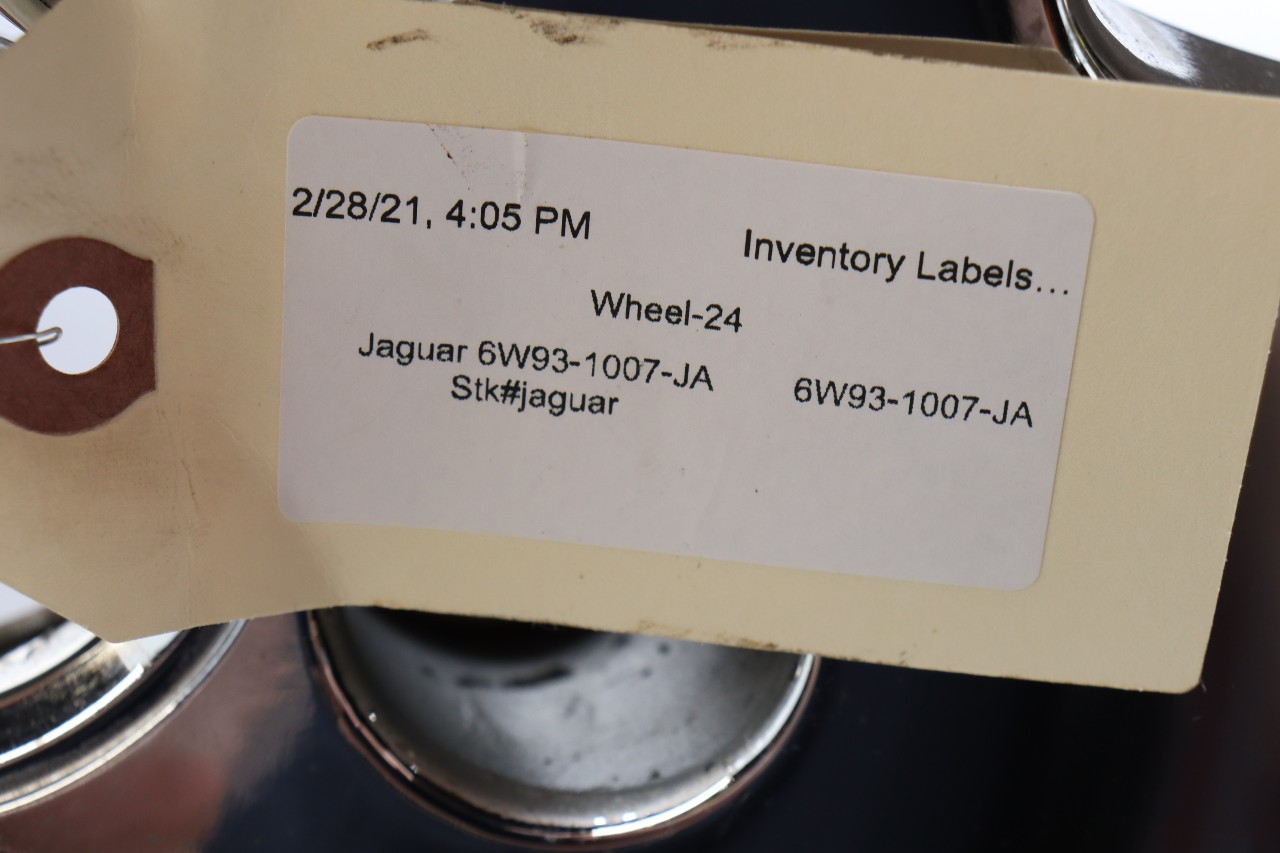 2/28/21, 4:05 PM
Inventory Labels...
Wheel-24
Jaguar 6W93-1007-JA
6W93-1007-JA
Stk#jaguar